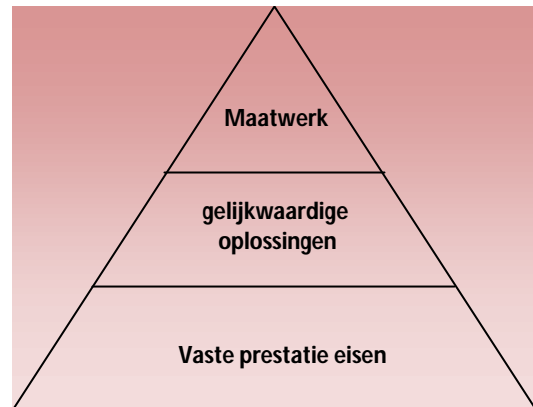 Maatwerk
gelijkwaardige
oplossingen
Vaste prestatie eisen